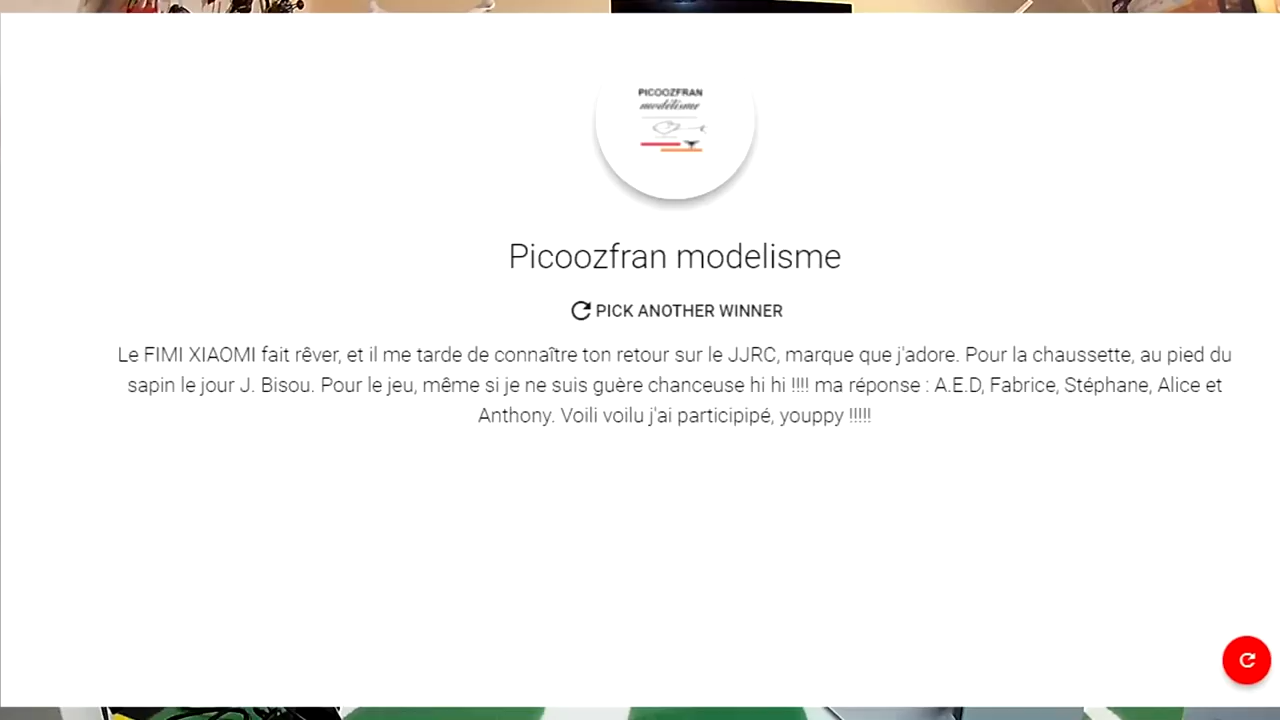 PICOOZFRAN
modélisme
Picoozfran modelisme
PICK ANOTHER WINNER
Le FIMI XIAOMI fait rêver, et il me tarde de connaître ton retour sur le JJRC, marque que j'adore. Pour la chaussette, au pied du
sapin le jour J. Bisou. Pour le jeu, même si je ne suis guère chanceuse hi hi !!!! ma réponse : A.E.D, Fabrice, Stéphane, Alice et
Anthony. Voili voilu j'ai participipé, youppy !!!!!